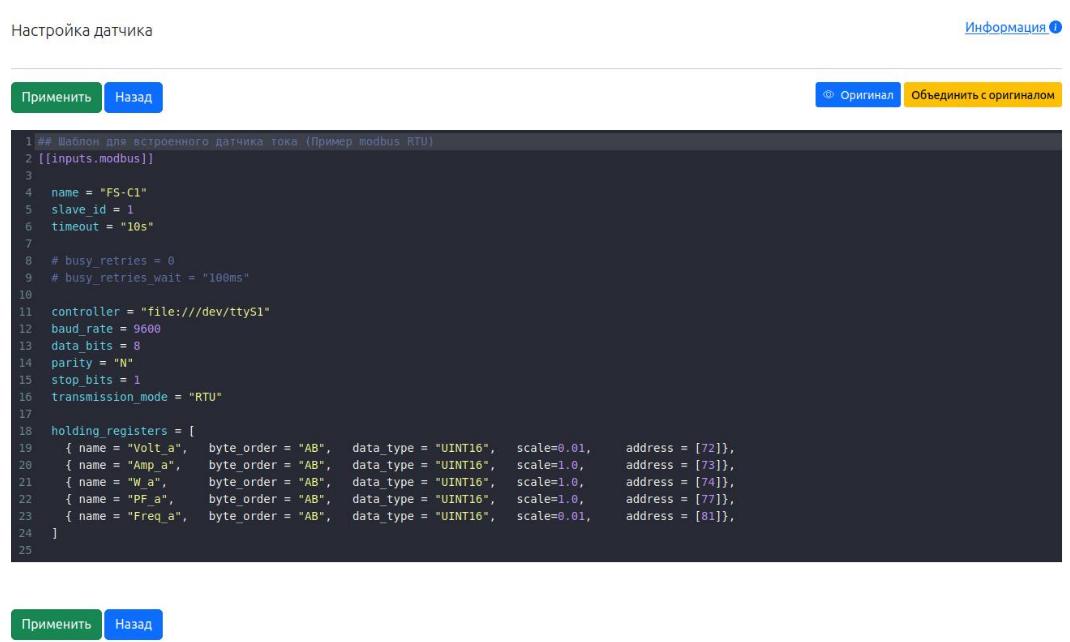 Настройка датчика
Информация
Применить Назад
Оригинал Объединить с оригиналом
1 ## Шаблон для встроенного датчика тока (Пример modbus RTU)
2 [[inputs.modbus]]
3
4 name = "FS-C1"
5 slave_id = 1
6 timeout = "10s"
7
8 # busy_retries = 0
9 # busy_retries_wait = "100ms"
10
11 controller = "file:///dev/ttyS1"
12 baud_rate = 9600
13 data_bits = 8
14 parity = "N"
15 stop_bits = 1
16 transmission_mode = "RTU"
17
18 holding_registers = [
19 { name = "Volt_a", byte_order = "AB", data_type = "UINT16", scale=0.01, address = [72]},
20 { name = "Amp_a", byte_order = "AB", data_type = "UINT16", scale=1.0, address = [73]},
21 { name = "W_a", byte_order = "AB", data_type = "UINT16", scale=1.0, address = [74]},
22 { name = "PF_a", byte_order = "AB", data_type = "UINT16", scale=1.0, address = [77]},
23 { name = "Freq_a", byte_order = "AB", data_type = "UINT16", scale=0.01, address = [81]},
24 ]
25
Применить Назад